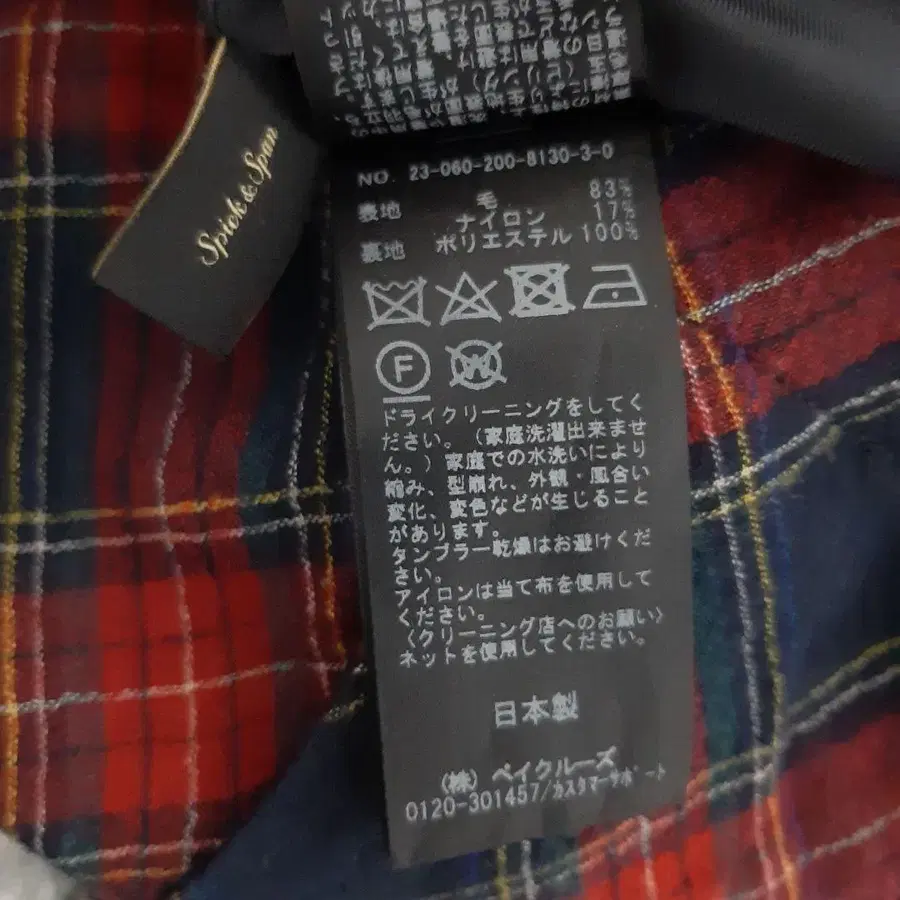 Spick & Span
NO. 23-060-200-8130-3-0
表地 毛 83%
ナイロン 17%
裏地 ポリエステル 100%
F
W
ドライクリーニングをしてく
ださい。(家庭洗濯出来ませ
ん。)家庭での水洗いにより
縮み、型崩れ、外観・風合い
変化、変色などが生じること
があります。
タンブラー乾燥はお避けくだ
さい。
アイロンは当て布を使用して
ください。
〈クリーニング店へのお願い〉
ネットを使用してください。
日本製
(株)ベイクルーズ
0120-301457/カスタマーサポート